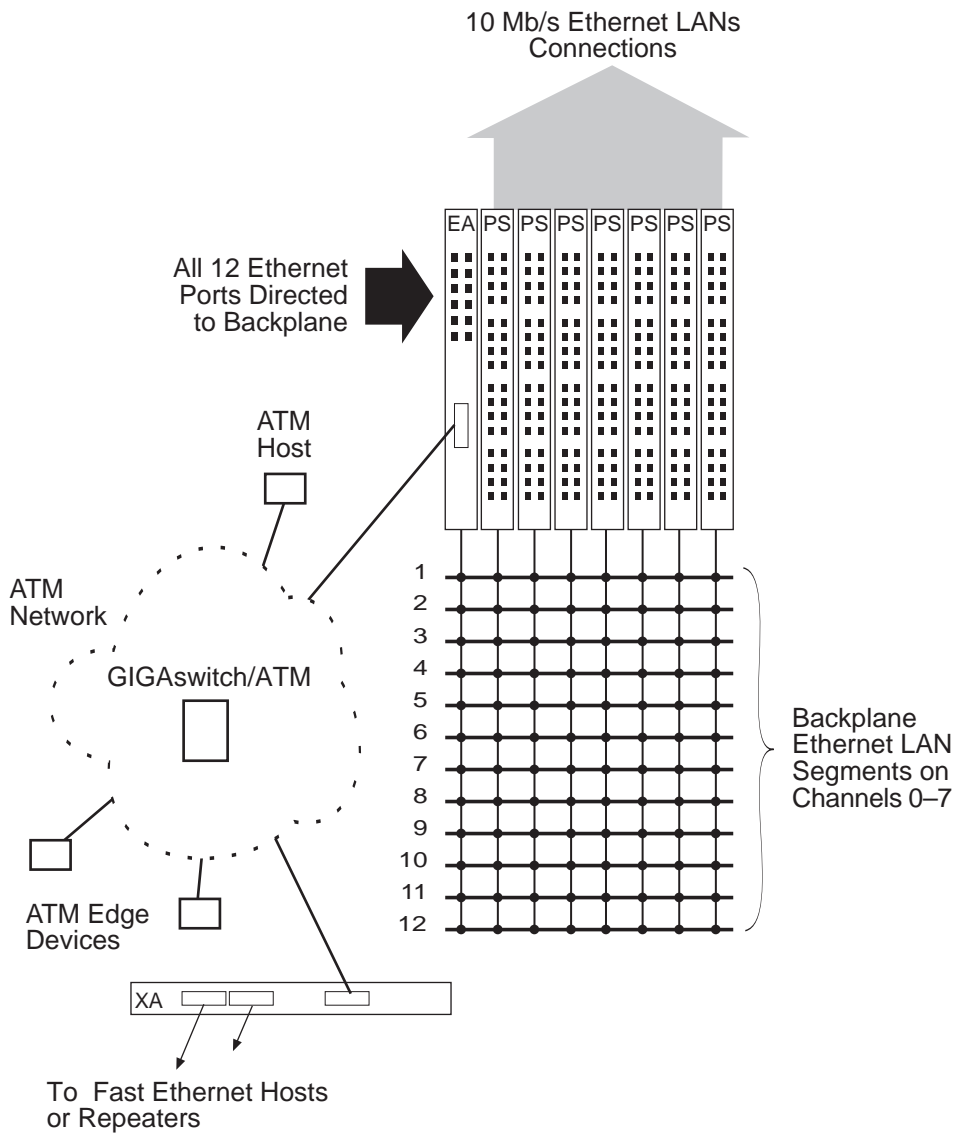 10 Mb/s Ethernet LANs
Connections
EA PS PS PS PS PS PS PS
All 12 Ethernet
Ports Directed
to Backplane
ATM
Host
ATM
Network
GIGAswitch/ATM
1
2
3
4
5
6
7
8
9
10
11
12
Backplane
Ethernet LAN
Segments on
Channels 0–7
ATM Edge
Devices
XA
To Fast Ethernet Hosts
or Repeaters